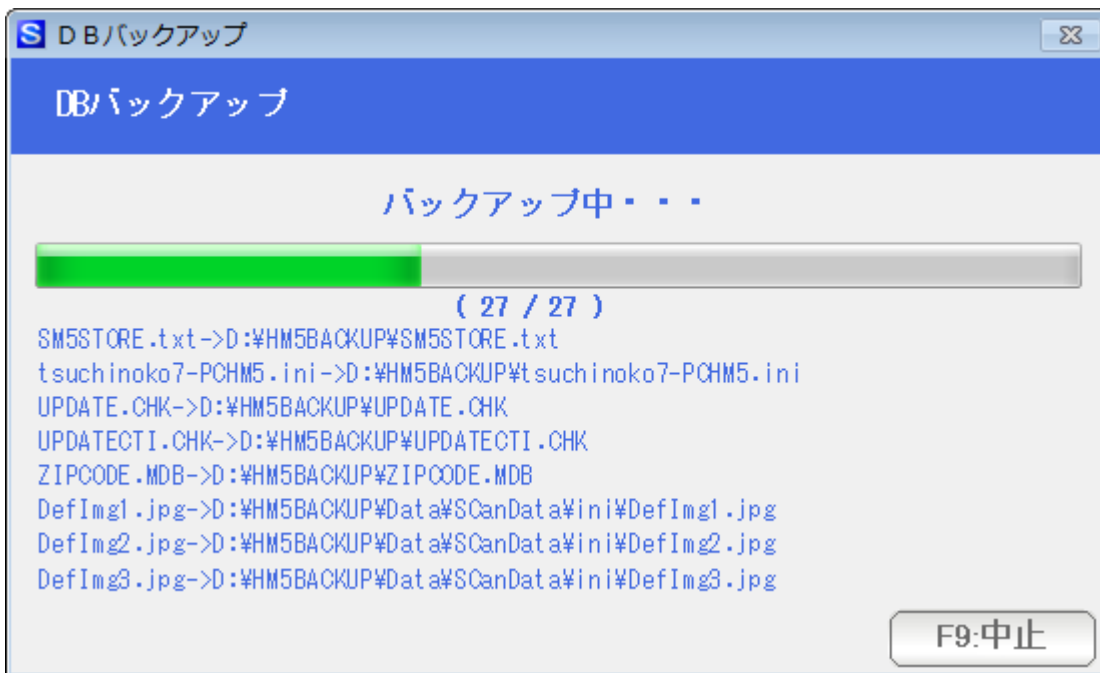 S DBバックアップ
DBバックアップ
バックアップ中・・・
( 27 / 27 )
SM5STORE.txt->D:¥HM5BACKUP¥SM5STORE.txt
tsuchinoko7-PCHM5.ini->D:¥HM5BACKUP¥tsuchinoko7-PCHM5.ini
UPDATE.CHK->D:¥HM5BACKUP¥UPDATE.CHK
UPDATECTI.CHK->D:¥HM5BACKUP¥UPDATECTI.CHK
ZIPCODE.MDB->D:¥HM5BACKUP¥ZIPCODE.MDB
DefImg1.jpg->D:¥HM5BACKUP¥Data¥SCanData¥ini¥DefImg1.jpg
DefImg2.jpg->D:¥HM5BACKUP¥Data¥SCanData¥ini¥DefImg2.jpg
DefImg3.jpg->D:¥HM5BACKUP¥Data¥SCanData¥ini¥DefImg3.jpg
F9:中止